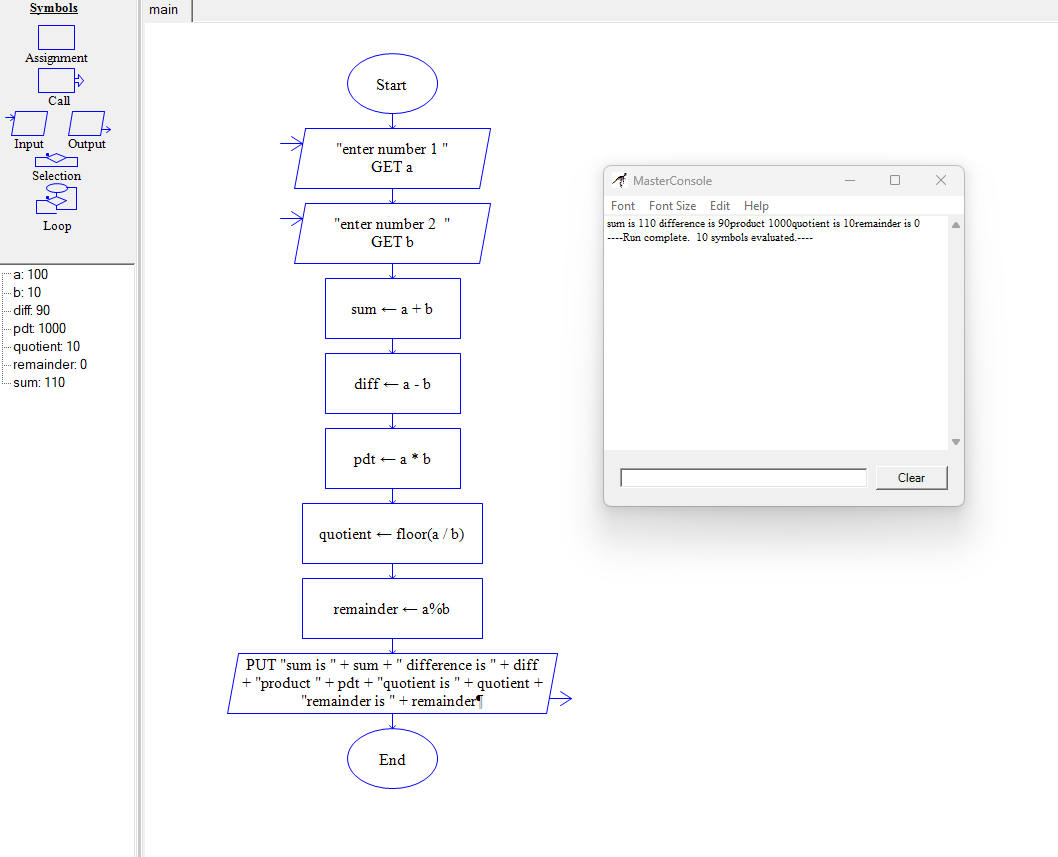 Symbols
Assignment
Call
Input Output
Selection
Loop
a: 100
b: 10
diff: 90
pdt: 1000
quotient: 10
remainder: 0
sum: 110
main
Start
"enter number 1 "
GET a
"enter number 2  "
GET b
sum ← a + b
diff ← a - b
pdt ← a * b
quotient ← floor(a / b)
remainder ← a%b
PUT "sum is " + sum + " difference is " + diff
+ "product " + pdt + "quotient is " + quotient +
"remainder is " + remainder¶
End
MasterConsole
Font Font Size Edit Help
sum is 110 difference is 90product 1000quotient is 10remainder is 0
----Run complete.  10 symbols evaluated.----
Clear